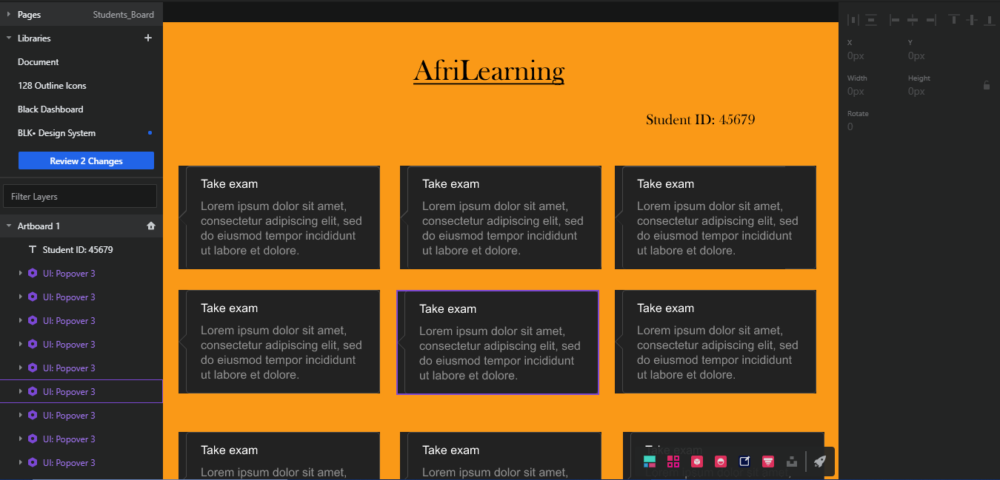 Pages
Students_Board
Libraries
+
Document
128 Outline Icons
Black Dashboard
BLK• Design System
Review 2 Changes
Filter Layers
Artboard 1
T Student ID: 45679
UI: Popover 3
UI: Popover 3
UI: Popover 3
UI: Popover 3
UI: Popover 3
UI: Popover 3
UI: Popover 3
UI: Popover 3
UI: Popover 3
AfriLearning
Student ID: 45679
Take exam
Lorem ipsum dolor sit amet,
consectetur adipiscing elit, sed
do eiusmod tempor incididunt
ut labore et dolore.
Take exam
Lorem ipsum dolor sit amet,
consectetur adipiscing elit, sed
do eiusmod tempor incididunt
ut labore et dolore.
Take exam
Lorem ipsum dolor sit amet,
consectetur adipiscing elit, sed
do eiusmod tempor incididunt
ut labore et dolore.
Take exam
Lorem ipsum dolor sit amet,
consectetur adipiscing elit, sed
do eiusmod tempor incididunt
ut labore et dolore.
Take exam
Lorem ipsum dolor sit amet,
consectetur adipiscing elit, sed
do eiusmod tempor incididunt
ut labore et dolore.
Take exam
Lorem ipsum dolor sit amet,
consectetur adipiscing elit, sed
do eiusmod tempor incididunt
ut labore et dolore.
Take exam
Lorem ipsum dolor sit amet,
Take exam
Lorem ipsum dolor sit amet,
Take exam
X
Y
0px
0px
Width
Height
0px
0px
Rotate
0